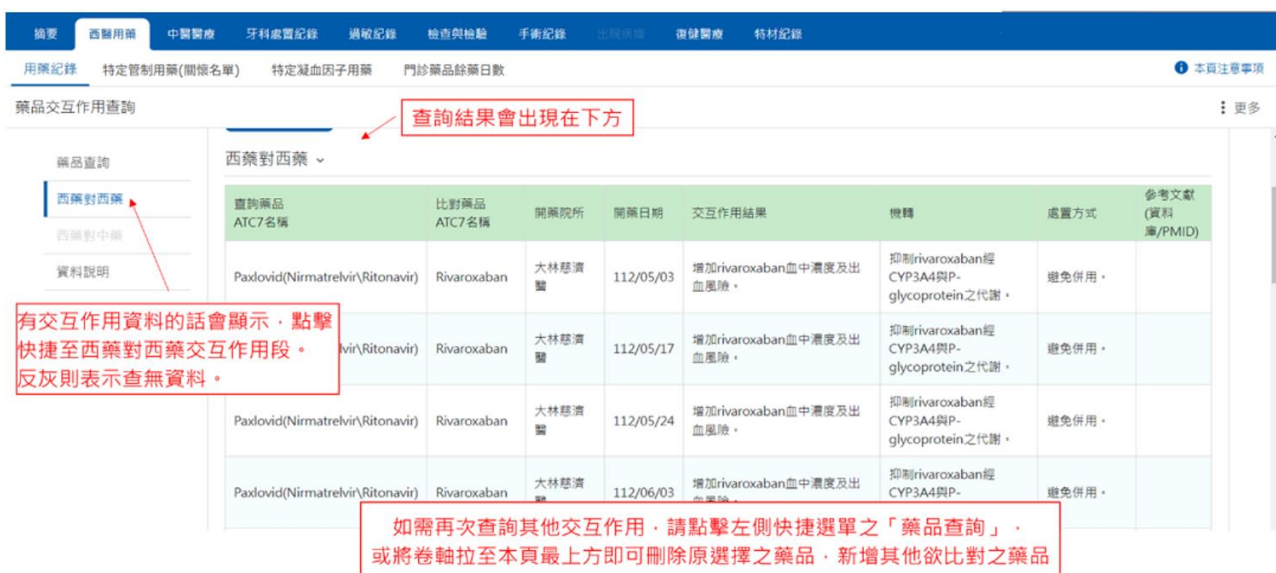 摘要 西醫用藥 中醫醫療 牙科處置紀錄 過敏紀錄 檢查與檢驗 手術紀錄 出院病摘 復健醫療 特材紀錄
用藥紀錄 特定管制用藥(關懷名單) 特定凝血因子用藥 門診藥品餘藥日數 本頁注意事項
藥品交互作用查詢 更多
查詢結果會出現在下方
藥品查詢
西藥對西藥
西藥對中藥
資料說明
有交互作用資料的話會顯示，點擊
快捷至西藥對西藥交互作用段。
反灰則表示查無資料。
西藥對西藥
查詢藥品
ATC7名稱
比對藥品
ATC7名稱
開藥院所
開藥日期
交互作用結果
機轉
處置方式
參考文獻
(資料
庫/PMID)
Paxlovid(Nirmatrelvir\Ritonavir)
Rivaroxaban
大林慈濟
醫
112/05/03
增加rivaroxaban血中濃度及出
血風險。
抑制rivaroxaban經
CYP3A4與P-
glycoprotein之代謝。
避免併用。
lvir\Ritonavir)
Rivaroxaban
大林慈濟
醫
112/05/17
增加rivaroxaban血中濃度及出
血風險。
抑制rivaroxaban經
CYP3A4與P-
glycoprotein之代謝。
避免併用。
Paxlovid(Nirmatrelvir\Ritonavir)
Rivaroxaban
大林慈濟
醫
112/05/24
增加rivaroxaban血中濃度及出
血風險。
抑制rivaroxaban經
CYP3A4與P-
glycoprotein之代謝。
避免併用。
Paxlovid(Nirmatrelvir\Ritonavir)
Rivaroxaban
大林慈濟
112/06/03
增加rivaroxaban血中濃度及出
抑制rivaroxaban經
CYP3A4與P-
避免併用。
如需再次查詢其他交互作用，請點擊左側快捷選單之「藥品查詢」，
或將卷軸拉至本頁最上方即可刪除原選擇之藥品，新增其他欲比對之藥品